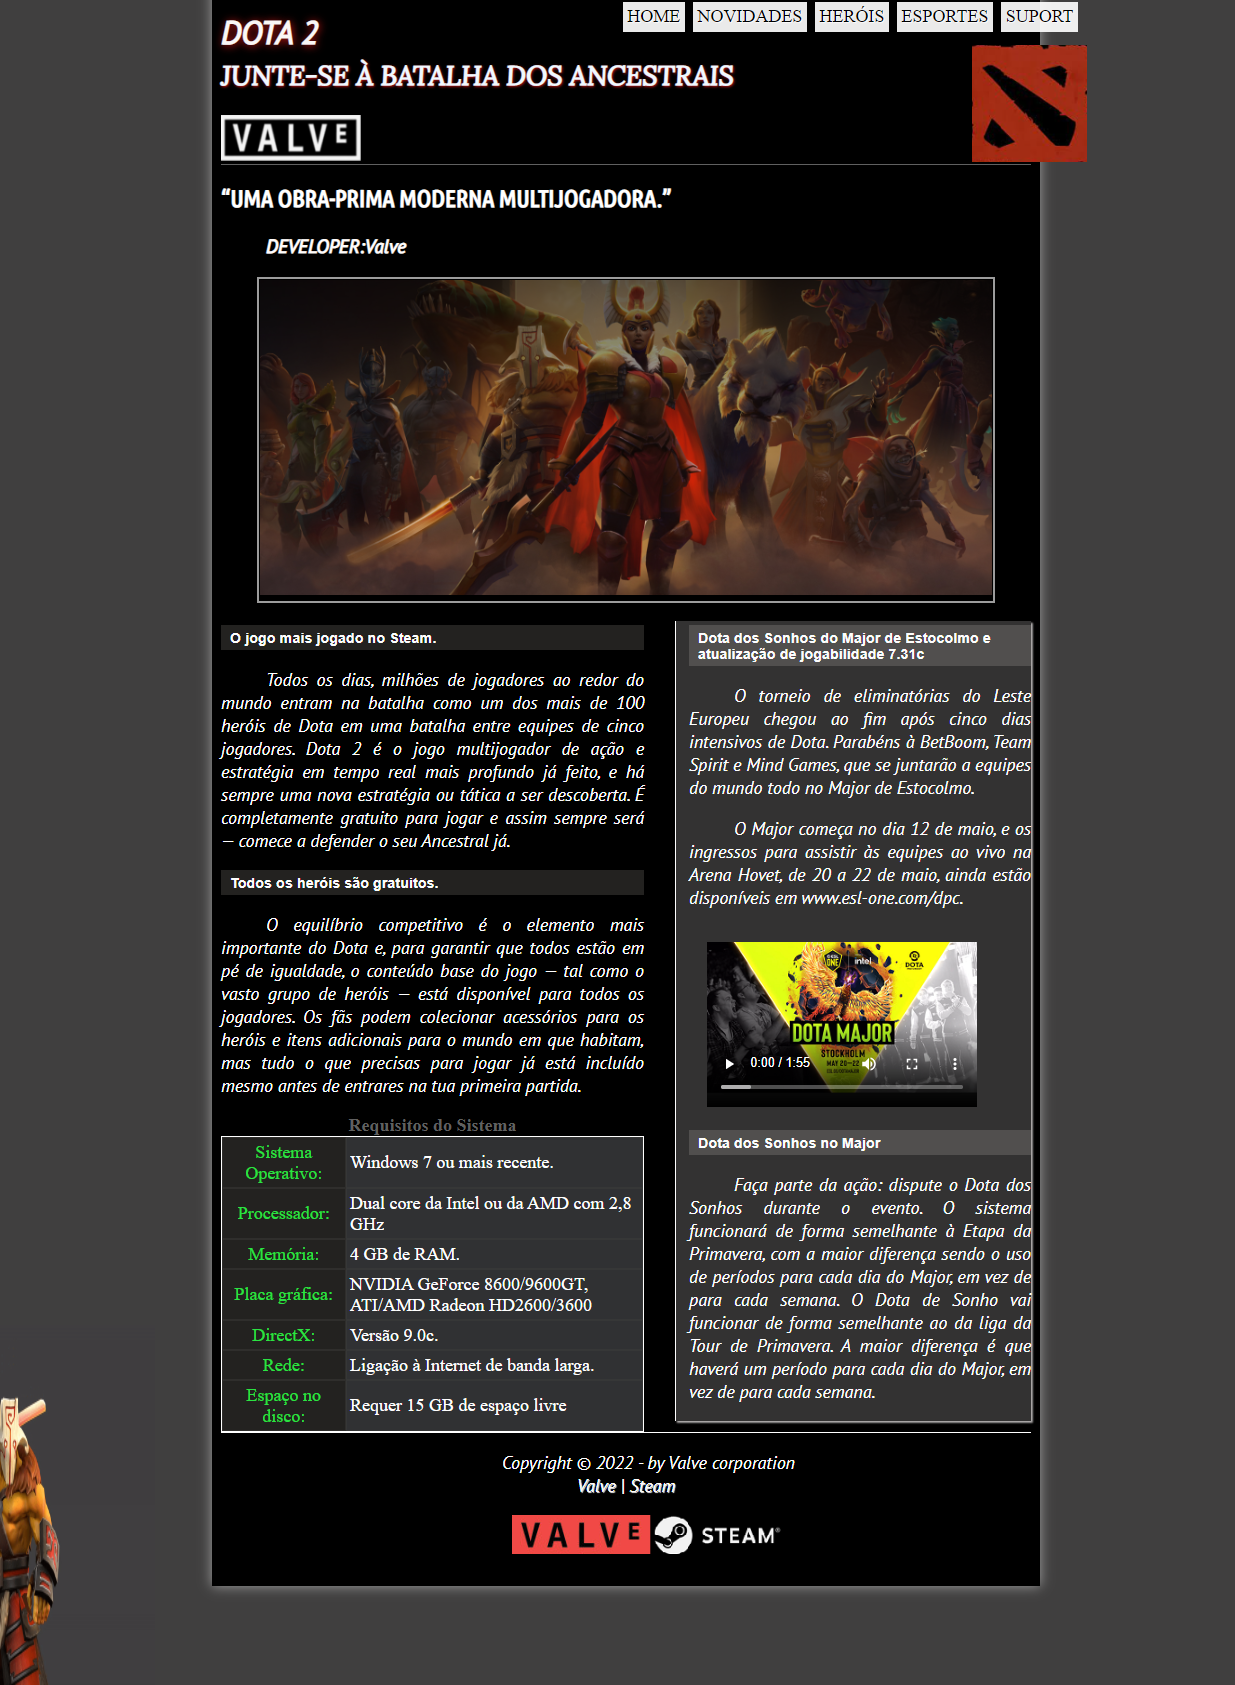 HOME NOVIDADES HERÓIS ESPORTES SUPORT
DOTA 2
JUNTE-SE À BATALHA DOS ANCESTRAIS
VALVE
“UMA OBRA-PRIMA MODERNA MULTIJOGADORA.”
DEVELOPER:Valve
O jogo mais jogado no Steam.
Todos os dias, milhões de jogadores ao redor do
mundo entram na batalha como um dos mais de 100
heróis de Dota em uma batalha entre equipes de cinco
jogadores. Dota 2 é o jogo multijogador de ação e
estratégia em tempo real mais profundo já feito, e há
sempre uma nova estratégia ou tática a ser descoberta. É
completamente gratuito para jogar e assim sempre será
— comece a defender o seu Ancestral já.
Todos os heróis são gratuitos.
O equilíbrio competitivo é o elemento mais
importante do Dota e, para garantir que todos estão em
pé de igualdade, o conteúdo base do jogo — tal como o
vasto grupo de heróis — está disponível para todos os
jogadores. Os fãs podem colecionar acessórios para os
heróis e itens adicionais para o mundo em que habitam,
mas tudo o que precisas para jogar já está incluído
mesmo antes de entrares na tua primeira partida.
Requisitos do Sistema
Sistema
Operativo:
Windows 7 ou mais recente.
Processador:
Dual core da Intel ou da AMD com 2,8
GHz
Memória:
4 GB de RAM.
Placa gráfica:
NVIDIA GeForce 8600/9600GT,
ATI/AMD Radeon HD2600/3600
DirectX:
Versão 9.0c.
Rede:
Ligação à Internet de banda larga.
Espaço no
disco:
Requer 15 GB de espaço livre
Dota dos Sonhos do Major de Estocolmo e
atualização de jogabilidade 7.31c
O torneio de eliminatórias do Leste
Europeu chegou ao fim após cinco dias
intensivos de Dota. Parabéns à BetBoom, Team
Spirit e Mind Games, que se juntarão a equipes
do mundo todo no Major de Estocolmo.
O Major começa no dia 12 de maio, e os
ingressos para assistir às equipes ao vivo na
Arena Hovet, de 20 a 22 de maio, ainda estão
disponíveis em www.esl-one.com/dpc.
ONE
intel
DOTA
DOTA MAJOR
STOCKHOLM
MAY 20–22
0:00 / 1:55
Dota dos Sonhos no Major
Faça parte da ação: dispute o Dota dos
Sonhos durante o evento. O sistema
funcionará de forma semelhante à Etapa da
Primavera, com a maior diferença sendo o uso
de períodos para cada dia do Major, em vez de
para cada semana. O Dota de Sonho vai
funcionar de forma semelhante ao da liga da
Tour de Primavera. A maior diferença é que
haverá um período para cada dia do Major, em
vez de para cada semana.
Copyright © 2022 - by Valve corporation
Valve | Steam
VALVE STEAM®